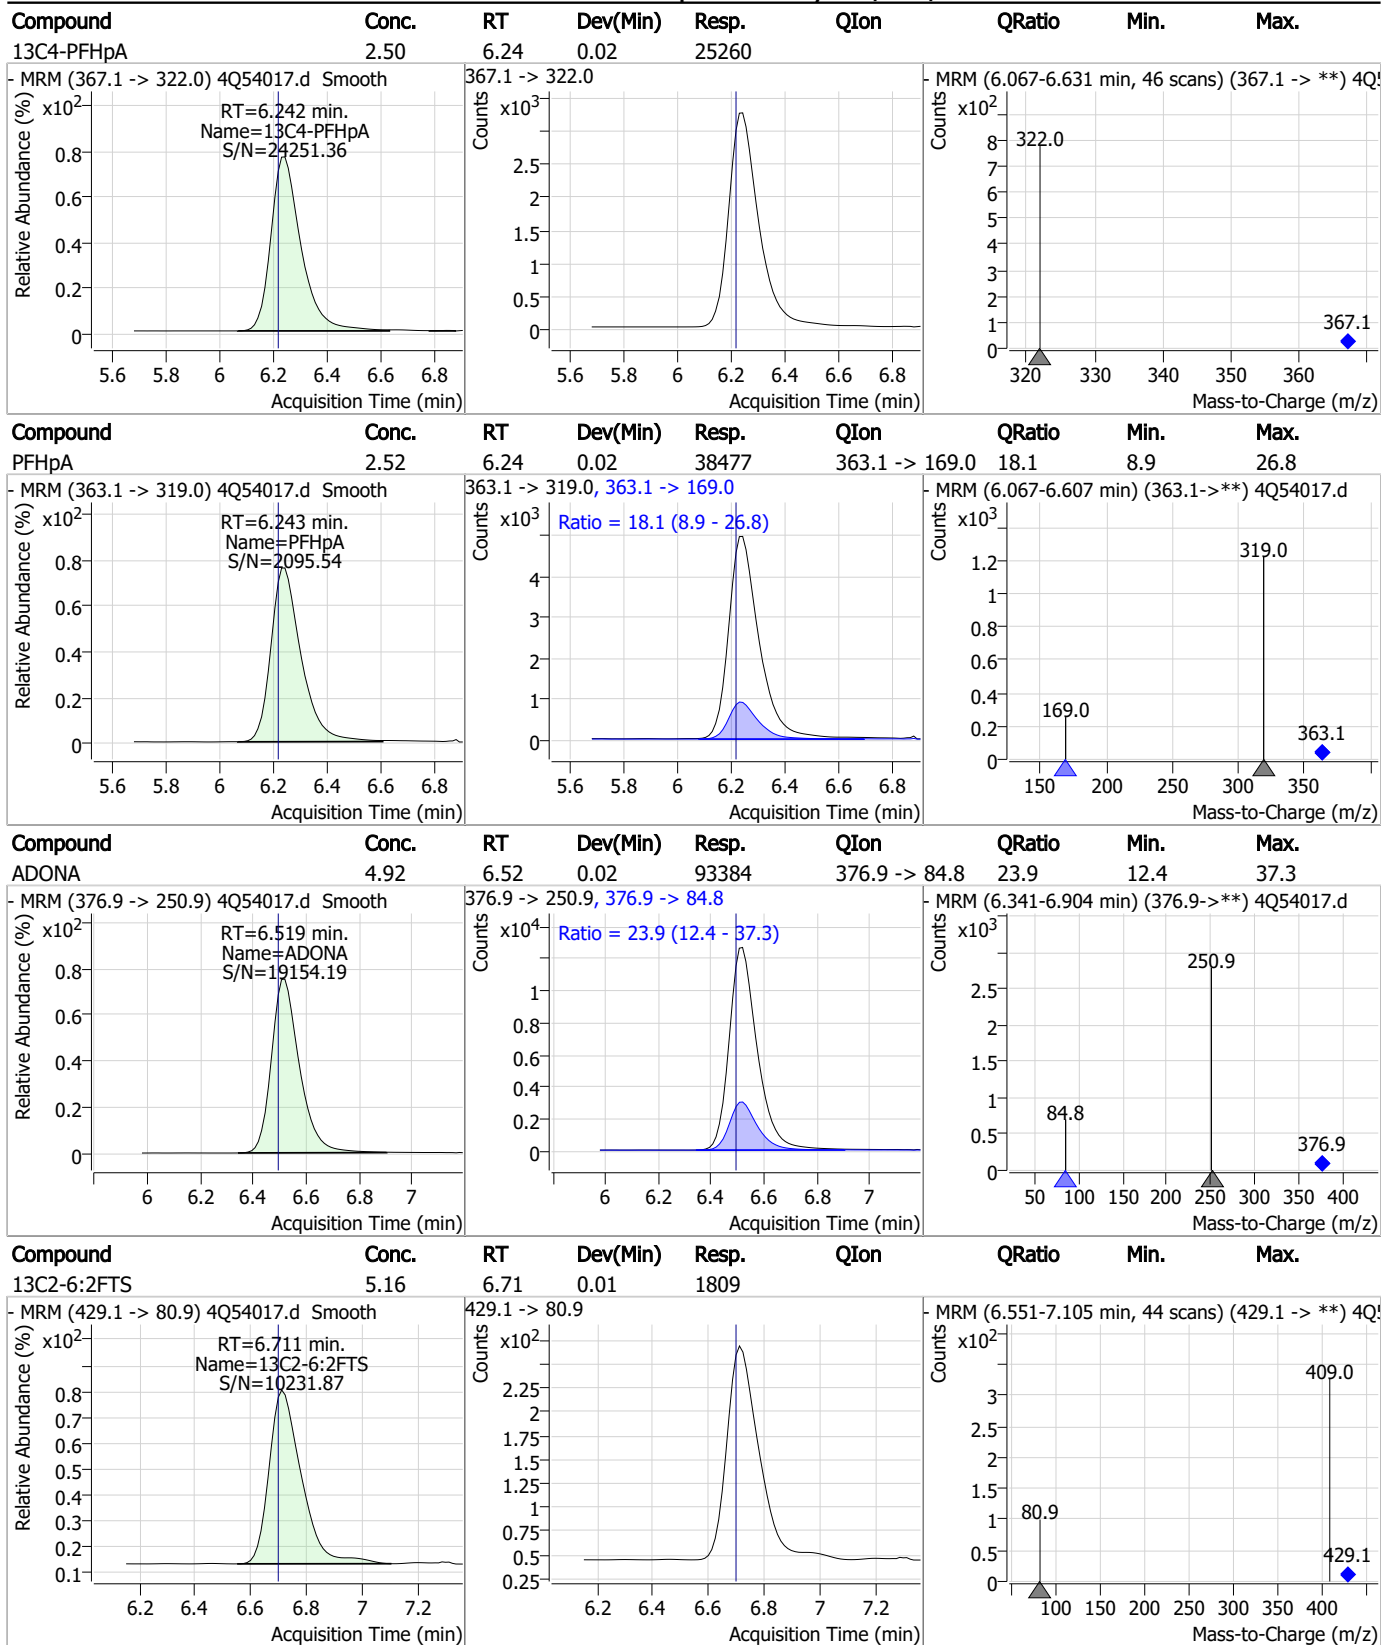 Compound Conc. RT Dev(Min) Resp. QIon QRatio Min. Max.
13C4-PFHpA 2.50 6.24 0.02 25260
- MRM (367.1 -> 322.0) 4Q54017.d Smooth
Relative Abundance (%)
x10²
RT=6.242 min.
Name=13C4-PFHpA
S/N=24251.36
0.8
0.6
0.4
0.2
0
5.6 5.8 6 6.2 6.4 6.6 6.8
Acquisition Time (min)
367.1 -> 322.0
Counts
x10³
2.5
2
1.5
1
0.5
0
5.6 5.8 6 6.2 6.4 6.6 6.8
Acquisition Time (min)
- MRM (6.067-6.631 min, 46 scans) (367.1 -> **) 4Q5
Counts
x10²
8
7
6
5
4
3
2
1
0
322.0
367.1
320 330 340 350 360
Mass-to-Charge (m/z)
Compound Conc. RT Dev(Min) Resp. QIon QRatio Min. Max.
PFHpA 2.52 6.24 0.02 38477 363.1 -> 169.0 18.1 8.9 26.8
- MRM (363.1 -> 319.0) 4Q54017.d Smooth
Relative Abundance (%)
x10²
RT=6.243 min.
Name=PFHpA
S/N=2095.54
0.8
0.6
0.4
0.2
0
5.6 5.8 6 6.2 6.4 6.6 6.8
Acquisition Time (min)
363.1 -> 319.0, 363.1 -> 169.0
Counts
x10³
Ratio = 18.1 (8.9 - 26.8)
4
3
2
1
0
5.6 5.8 6 6.2 6.4 6.6 6.8
Acquisition Time (min)
- MRM (6.067-6.607 min) (363.1->**) 4Q54017.d
Counts
x10³
1.2
1
0.8
0.6
0.4
0.2
0
319.0
169.0
363.1
150 200 250 300 350
Mass-to-Charge (m/z)
Compound Conc. RT Dev(Min) Resp. QIon QRatio Min. Max.
ADONA 4.92 6.52 0.02 93384 376.9 -> 84.8 23.9 12.4 37.3
- MRM (376.9 -> 250.9) 4Q54017.d Smooth
Relative Abundance (%)
x10²
RT=6.519 min.
Name=ADONA
S/N=19154.19
0.8
0.6
0.4
0.2
0
6 6.2 6.4 6.6 6.8 7
Acquisition Time (min)
376.9 -> 250.9, 376.9 -> 84.8
Counts
x10⁴
Ratio = 23.9 (12.4 - 37.3)
1
0.8
0.6
0.4
0.2
0
6 6.2 6.4 6.6 6.8 7
Acquisition Time (min)
- MRM (6.341-6.904 min) (376.9->**) 4Q54017.d
Counts
x10³
2.5
2
1.5
1
0.5
0
250.9
84.8
376.9
50 100 150 200 250 300 350 400
Mass-to-Charge (m/z)
Compound Conc. RT Dev(Min) Resp. QIon QRatio Min. Max.
13C2-6:2FTS 5.16 6.71 0.01 1809
- MRM (429.1 -> 80.9) 4Q54017.d Smooth
Relative Abundance (%)
x10²
RT=6.711 min.
Name=13C2-6:2FTS
S/N=10231.87
0.8
0.7
0.6
0.5
0.4
0.3
0.2
0.1
6.2 6.4 6.6 6.8 7 7.2
Acquisition Time (min)
429.1 -> 80.9
Counts
x10²
2.25
2
1.75
1.5
1.25
1
0.75
0.5
0.25
6.2 6.4 6.6 6.8 7 7.2
Acquisition Time (min)
- MRM (6.551-7.105 min, 44 scans) (429.1 -> **) 4Q5
Counts
x10²
3
2.5
2
1.5
1
0.5
0
409.0
80.9
429.1
100 150 200 250 300 350 400
Mass-to-Charge (m/z)